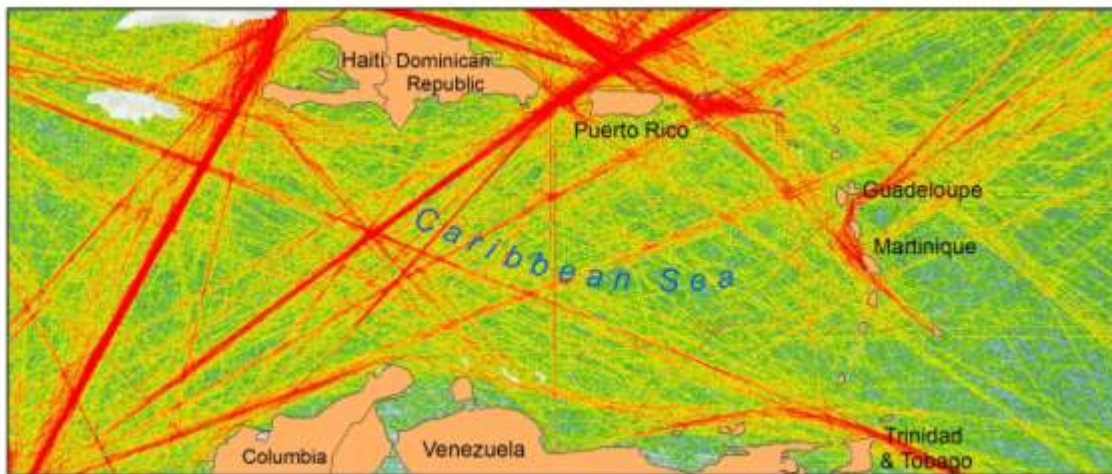 Haiti
Dominican
Republic
Puerto Rico
Guadeloupe
Martinique
Caribbean Sea
Columbia
Venezuela
Trinidad
& Tobago